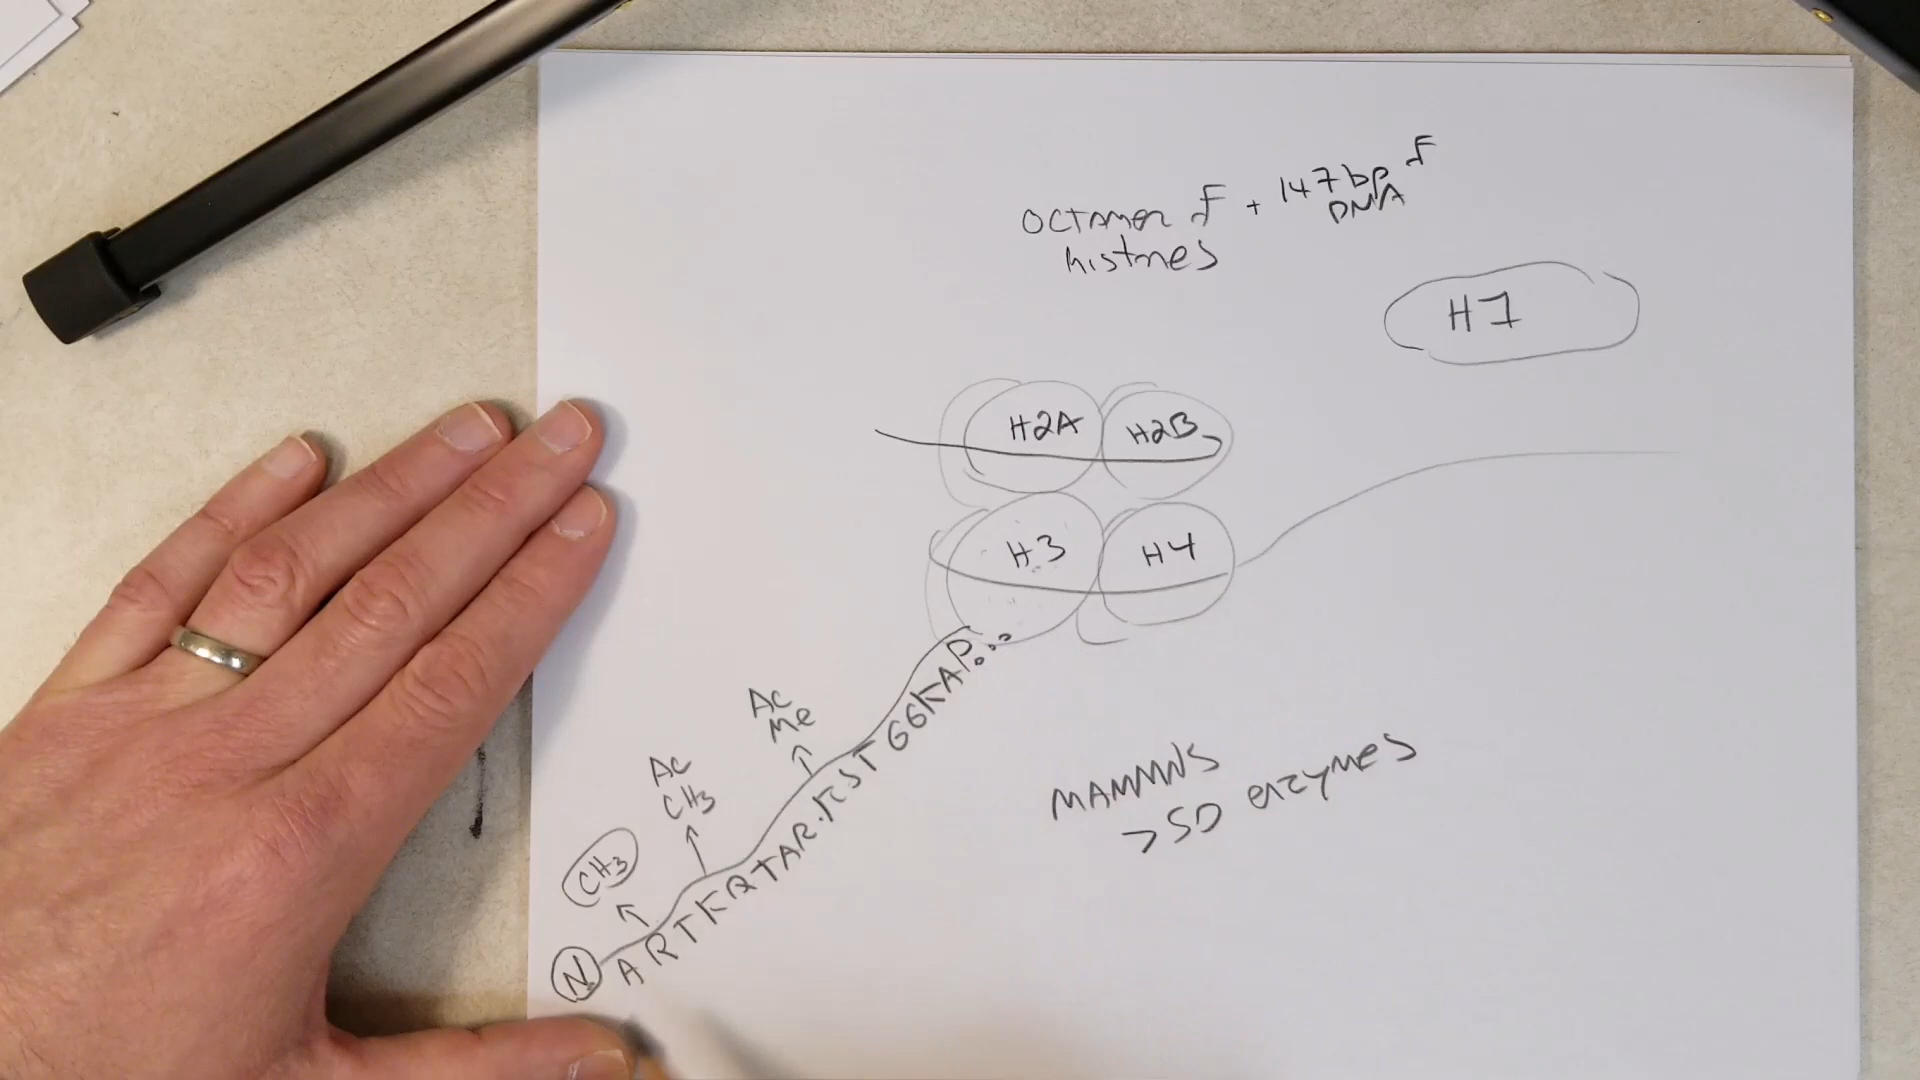 OCTAMER of + 147bp of
histones DNA
H1
H2A H2B
H3 H4
Ac
Me
Ac
CH3
CH3
N ARTKQTARKSTGGKAP...
MAMMALS
>50 enzymes